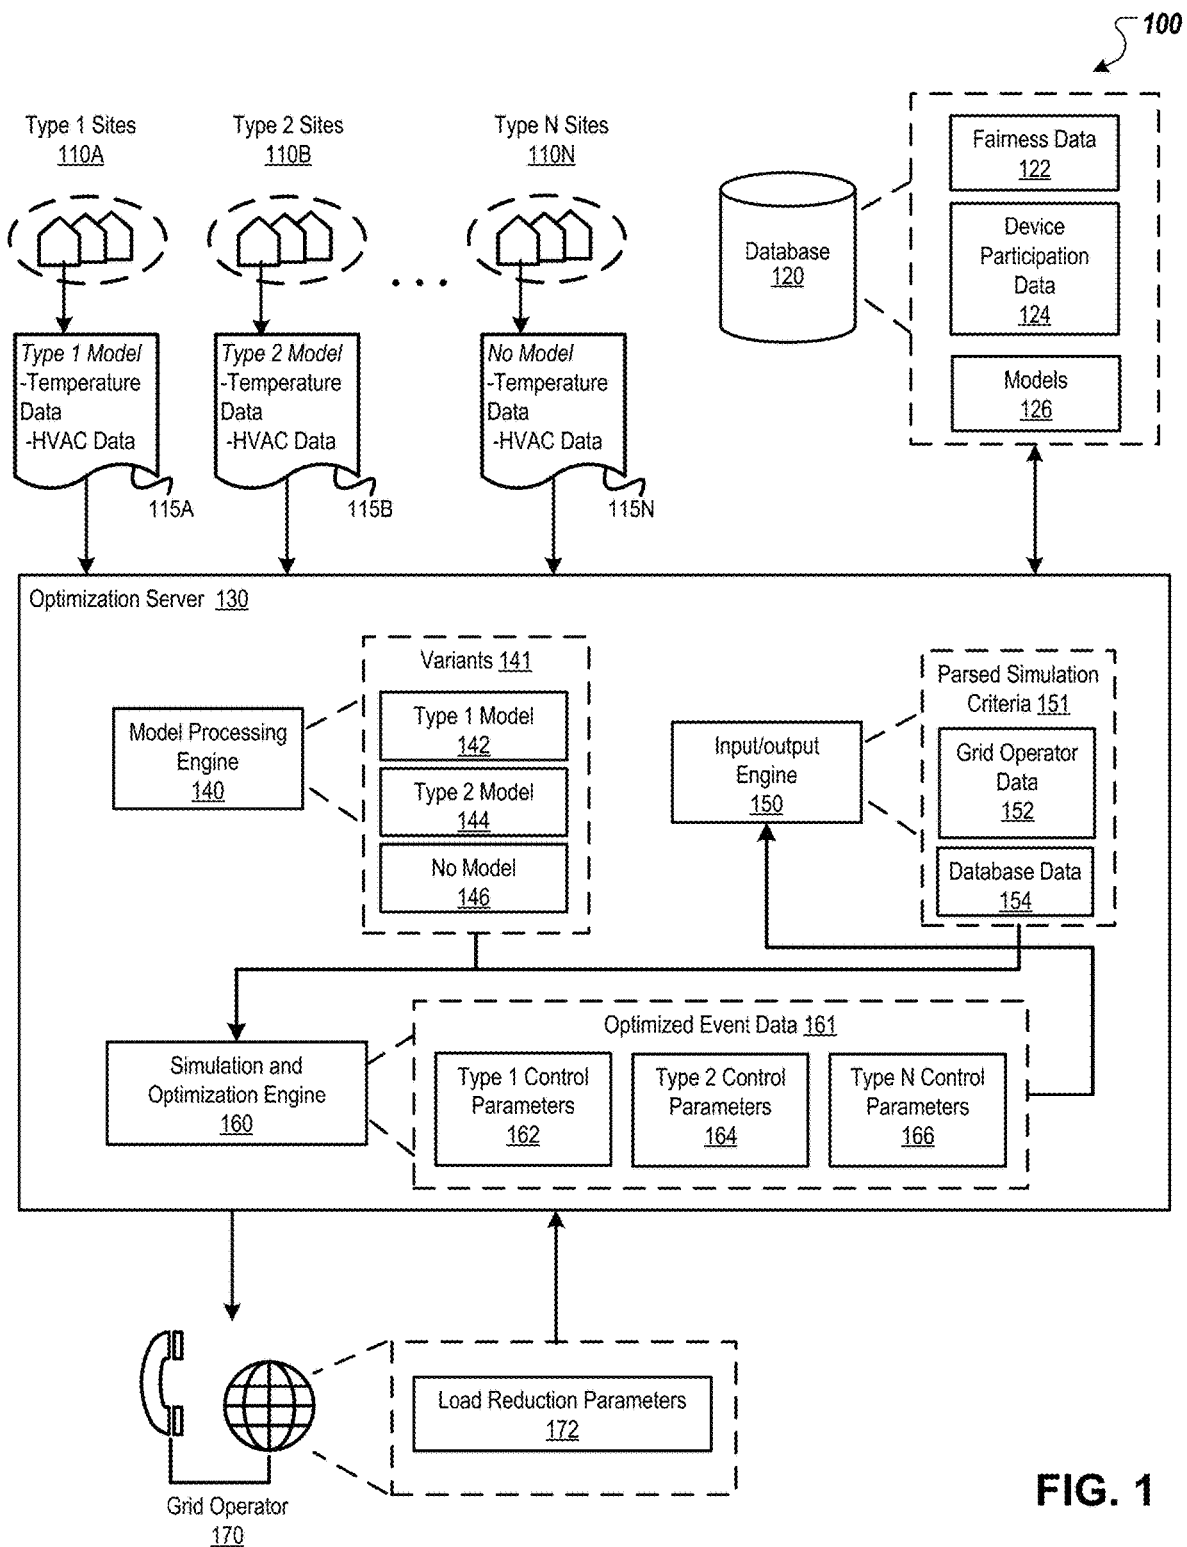 100
Type 1 Sites
110A
Type 2 Sites
110B
Type N Sites
110N
Fairness Data
122
Device
Participation
Data
124
Models
126
Database
120
. . .
Type 1 Model
-Temperature
Data
-HVAC Data
115A
Type 2 Model
-Temperature
Data
-HVAC Data
115B
No Model
-Temperature
Data
-HVAC Data
115N
Optimization Server 130
Model Processing
Engine
140
Variants 141
Type 1 Model
142
Type 2 Model
144
No Model
146
Input/output
Engine
150
Parsed Simulation
Criteria 151
Grid Operator
Data
152
Database Data
154
Simulation and
Optimization Engine
160
Optimized Event Data 161
Type 1 Control
Parameters
162
Type 2 Control
Parameters
164
Type N Control
Parameters
166
Load Reduction Parameters
172
Grid Operator
170
FIG. 1